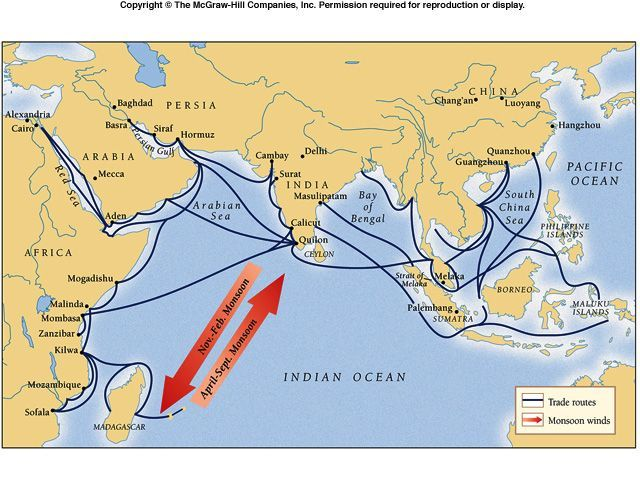 Copyright © The McGraw-Hill Companies, Inc. Permission required for reproduction or display.
Alexandria
Cairo
Baghdad
PERSIA
Basra
Siraf
Hormuz
Persian Gulf
ARABIA
Mecca
Red Sea
Aden
Arabian
Sea
AFRICA
Mogadishu
Malinda
Mombasa
Zanzibar
Kilwa
Mozambique
Sofala
MADAGASCAR
Cambay
Delhi
Surat
INDIA
Masulipatam
Calicut
Quilon
CEYLON
Bay
of
Bengal
CHINA
Chang'an
Luoyang
Hangzhou
Quanzhou
Guangzhou
PACIFIC
OCEAN
South
China
Sea
PHILIPPINE
ISLANDS
Strait of
Melaka
Melaka
BORNEO
MALUKU
ISLANDS
Palembang
SUMATRA
Nov.-Feb. Monsoon
April-Sept. Monsoon
INDIAN OCEAN
Trade routes
Monsoon winds